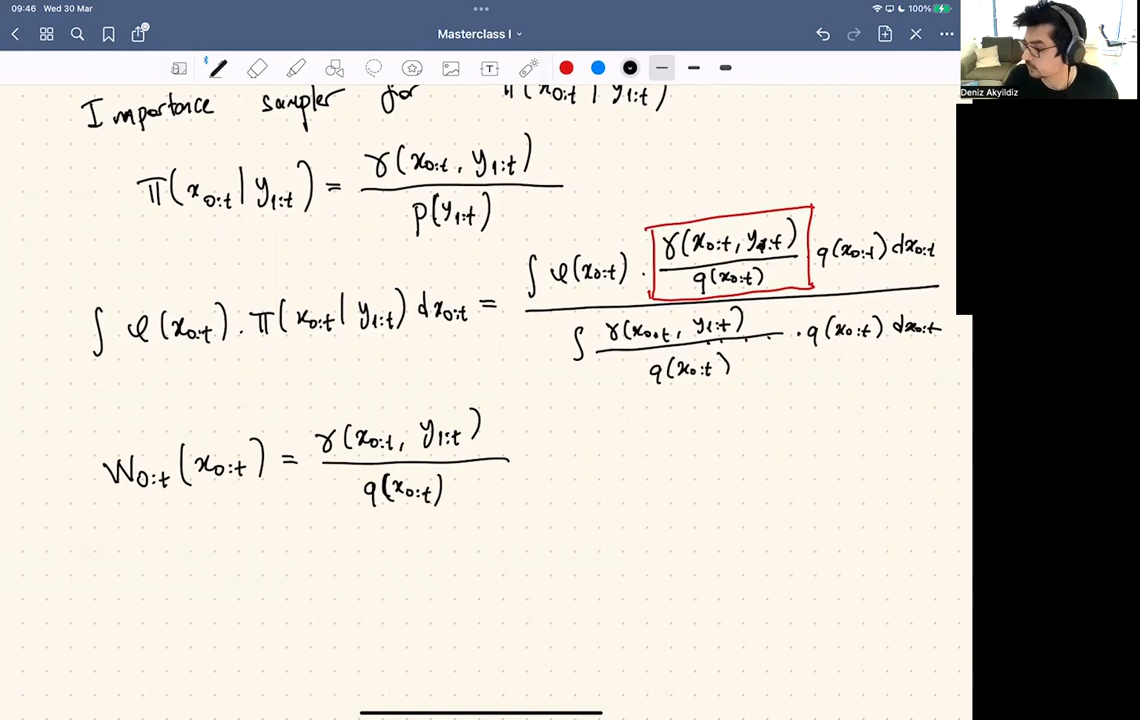 09:46 Wed 30 Mar
100%
Masterclass I
Deniz Akyildiz
Importance sampler for π(x₀:t | y₁:t)
π(x₀:t | y₁:t) = γ(x₀:t, y₁:t) / p(y₁:t)
∫ φ(x₀:t) · π(x₀:t | y₁:t) dx₀:t = ∫ φ(x₀:t) · γ(x₀:t, y₁:t) / q(x₀:t) · q(x₀:t) dx₀:t / ∫ γ(x₀:t, y₁:t) / q(x₀:t) · q(x₀:t) dx₀:t
W₀:t(x₀:t) = γ(x₀:t, y₁:t) / q(x₀:t)